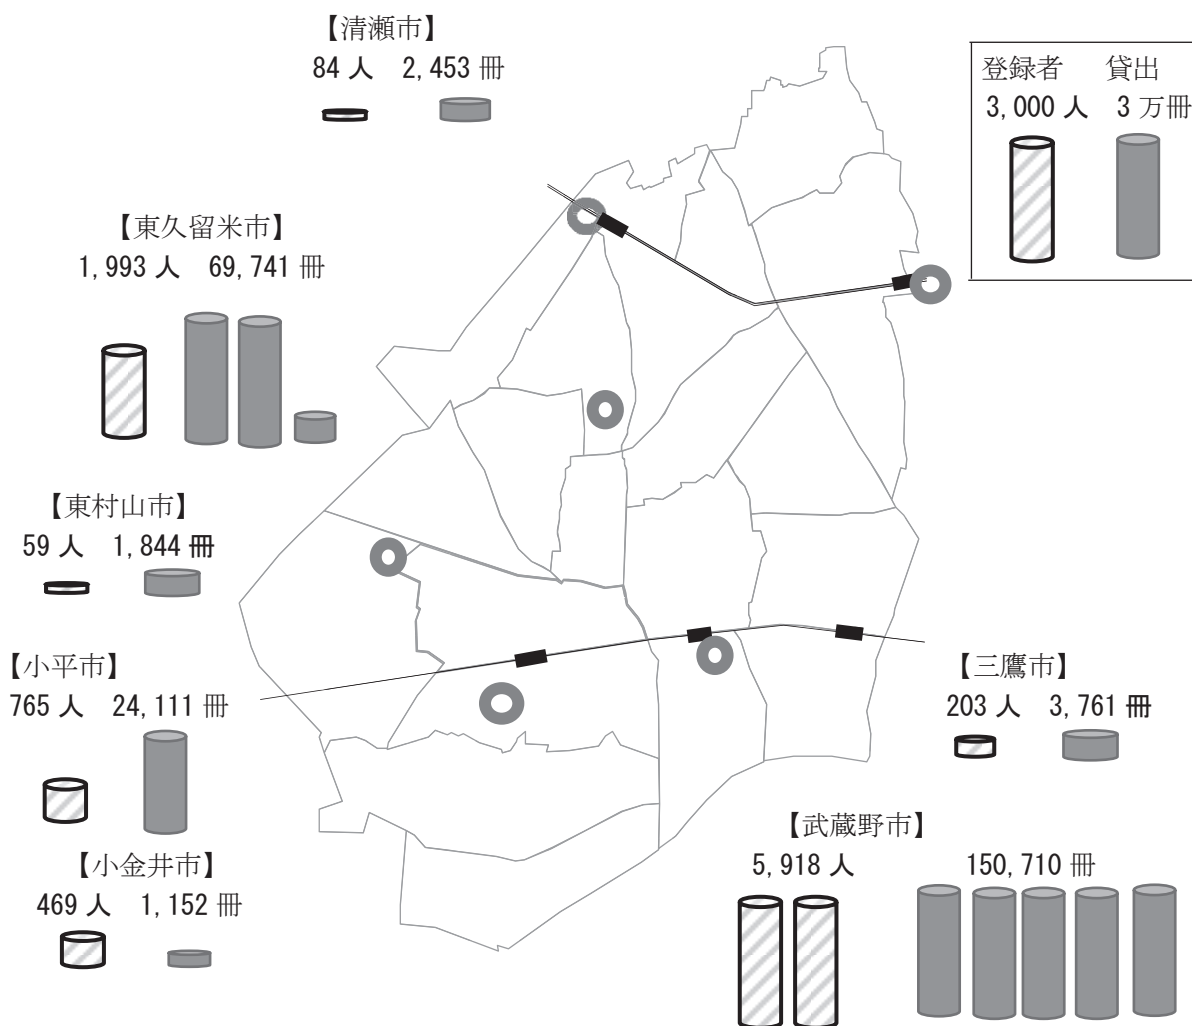 【清瀬市】
84 人 2,453 冊
登録者 貸出
3,000 人 3 万冊
【東久留米市】
1,993 人 69,741 冊
【東村山市】
59 人 1,844 冊
【小平市】
765 人 24,111 冊
【三鷹市】
203 人 3,761 冊
【武蔵野市】
5,918 人 150,710 冊
【小金井市】
469 人 1,152 冊